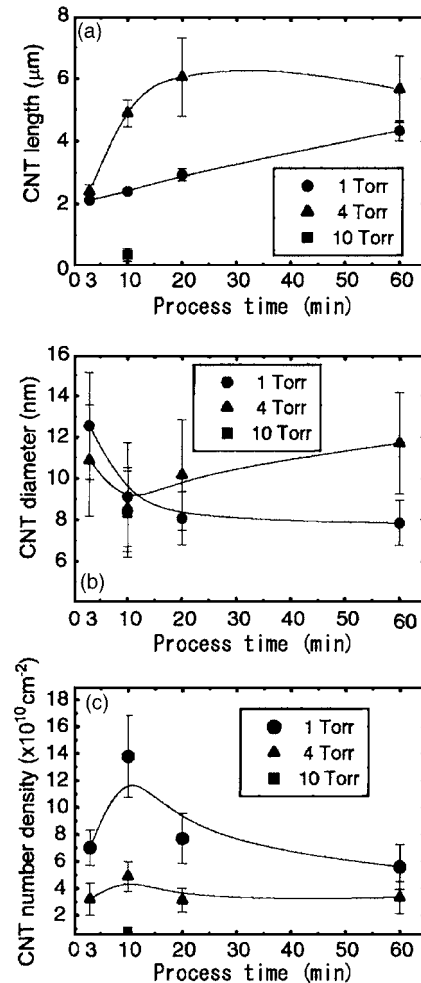 (a)
8
6
4
2
0
CNT length (μm)
1 Torr
4 Torr
10 Torr
0 3 10 20 30 40 50 60
Process time (min)
16
14
12
10
8
6
CNT diameter (nm)
1 Torr
4 Torr
10 Torr
(b)
0 3 10 20 30 40 50 60
Process time (min)
(c)
18
16
14
12
10
8
6
4
2
CNT number density (x10¹⁰cm⁻²)
1 Torr
4 Torr
10 Torr
0 3 10 20 30 40 50 60
Process time (min)